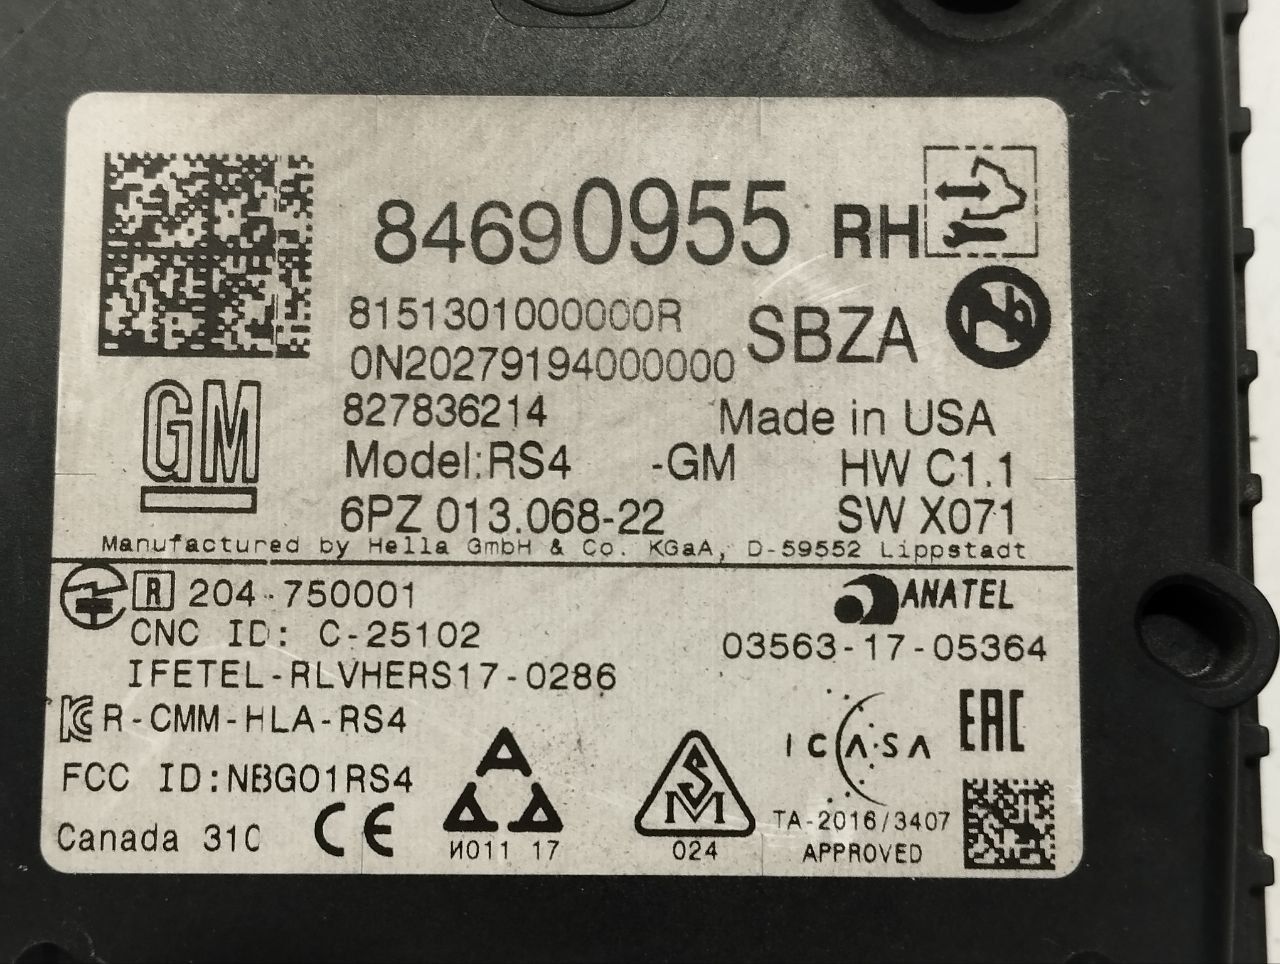 84690955 RH
8151301000000R
SBZA
0N20279194000000
GM
827836214
Made in USA
Model:RS4 -GM
HW C1.1
6PZ 013.068-22
SW X071
Manufactured by Hella GmbH & Co. KGaA, D-59552 Lippstadt
R 204-750001
ANATEL
CNC ID: C-25102
03563-17-05364
IFETEL-RLVHERS17-0286
R-CMM-HLA-RS4
ICASA
EAC
FCC ID:NBG01RS4
Canada 310
CE
И011 17
SM
024
TA-2016/3407
APPROVED